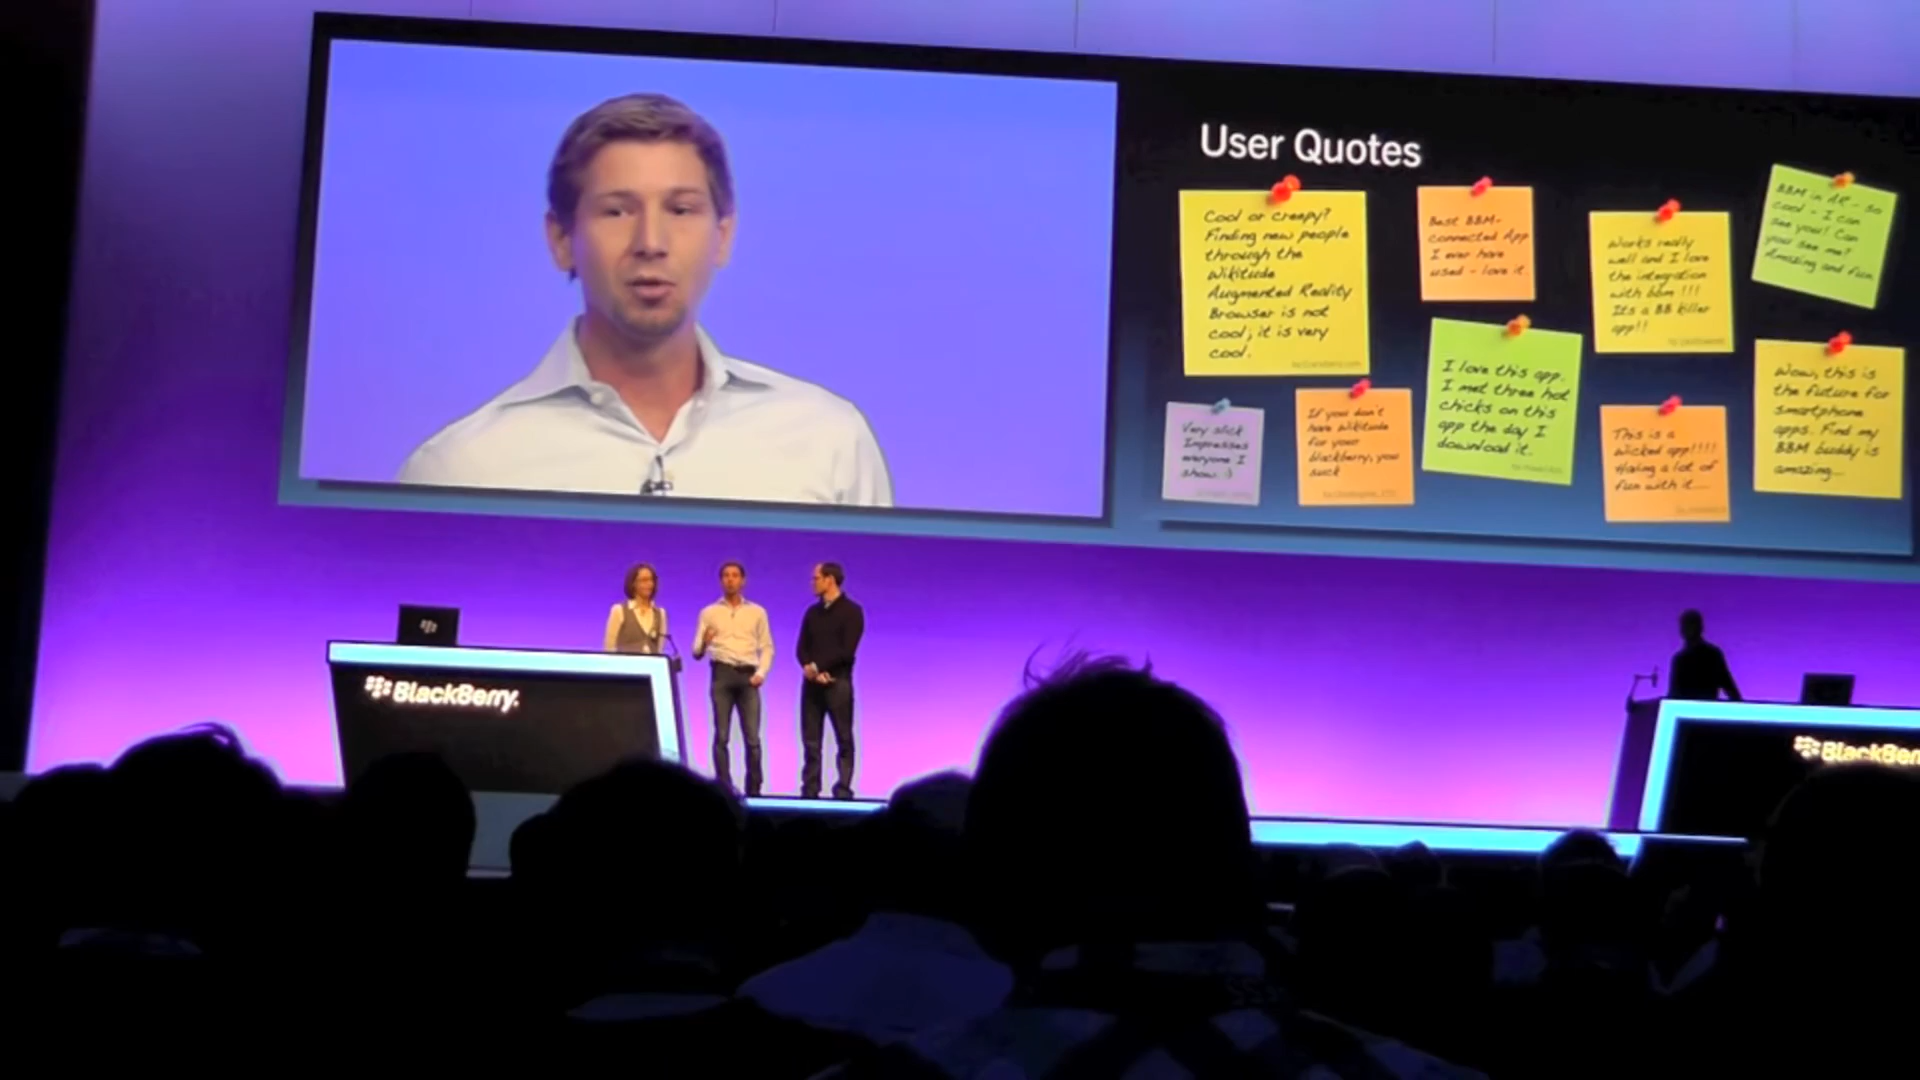 User Quotes
Cool or creepy?
Finding new people
through the
Wikitude
Augmented Reality
Browser is not
cool, it is very
cool.
Best BBM-
connected App
I ever have
used - love it.
Works really
well and I love
the integration
with bbm !!!
Its a BB killer
app!!
BBM in AR - so
cool - I can
see you! Can
you see me?
Amazing and fun
Very slick
Impresses
everyone I
show :)
If you don't
have wikitude
for your
blackberry, you
suck
I love this app.
I met three hot
chicks on this
app the day I
download it.
This is a
wicked app!!!!
Having a lot of
fun with it....
Wow, this is
the future for
smartphone
apps. Find my
BBM buddy is
amazing...
BlackBerry.
BlackBerr